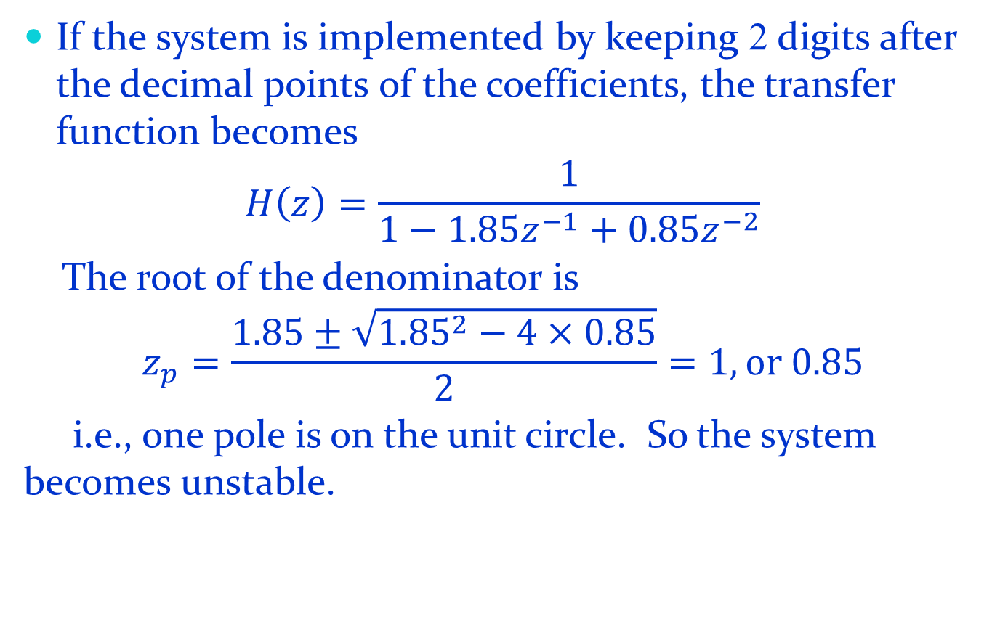 • If the system is implemented by keeping 2 digits after
the decimal points of the coefficients, the transfer
function becomes
H(z) = \frac{1}{1 − 1.85z^{−1} + 0.85z^{−2}}
The root of the denominator is
z_p = \frac{1.85 ± \sqrt{1.85^2 − 4 × 0.85}}{2} = 1, or 0.85
i.e., one pole is on the unit circle. So the system
becomes unstable.